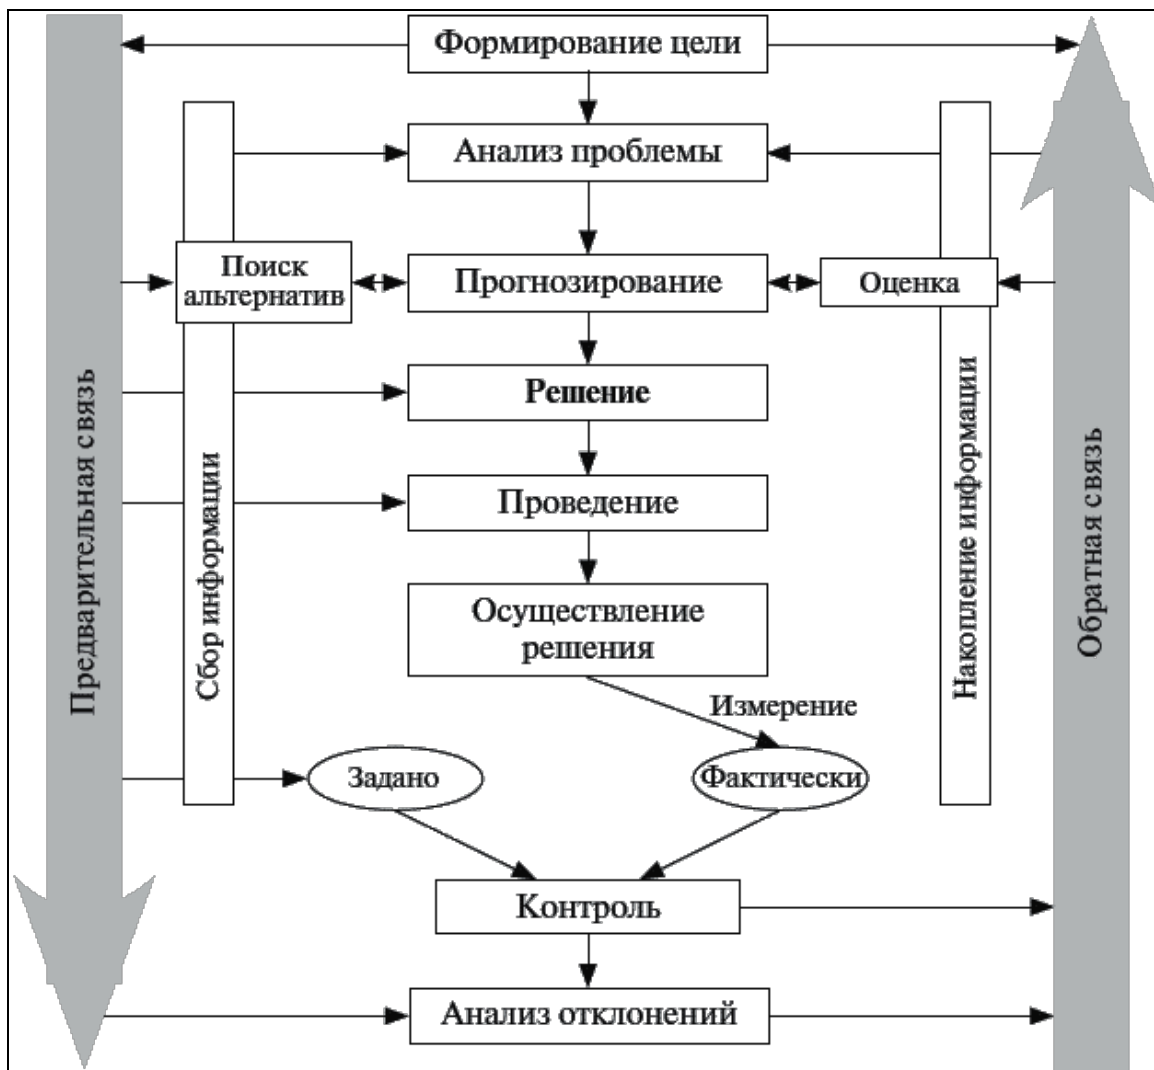 Формирование цели
Анализ проблемы
Поиск
альтернатив
Прогнозирование
Оценка
Решение
Проведение
Осуществление
решения
Измерение
Задано
Фактически
Контроль
Анализ отклонений
Предварительная связь
Сбор информации
Накопление информации
Обратная связь